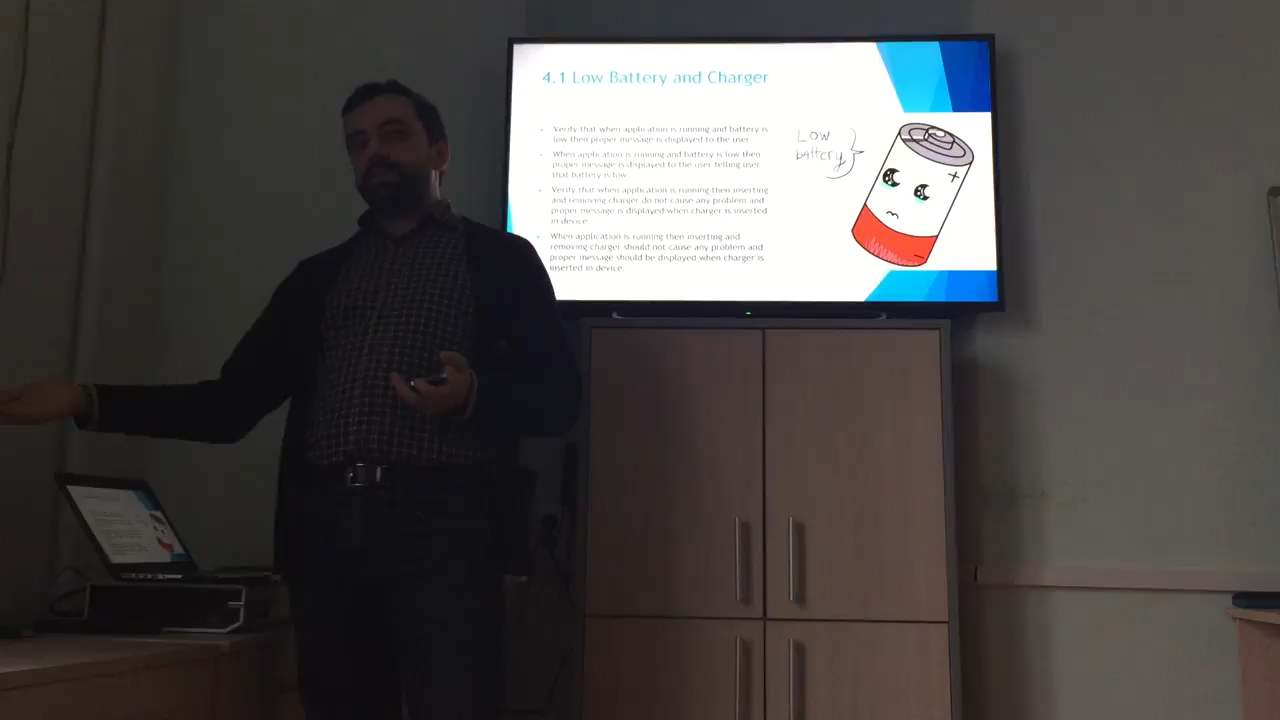 4.1 Low Battery and Charger
Verify that when application is running and battery is
low then proper message is displayed to the user
When application is running and battery is low then
proper message is displayed to the user telling user
that battery is low
Verify that when application is running then inserting
and removing charger do not cause any problem and
proper message is displayed when charger is inserted
in device
When application is running then inserting and
removing charger should not cause any problem and
proper message should be displayed when charger is
inserted in device.
Low
battery
+
-